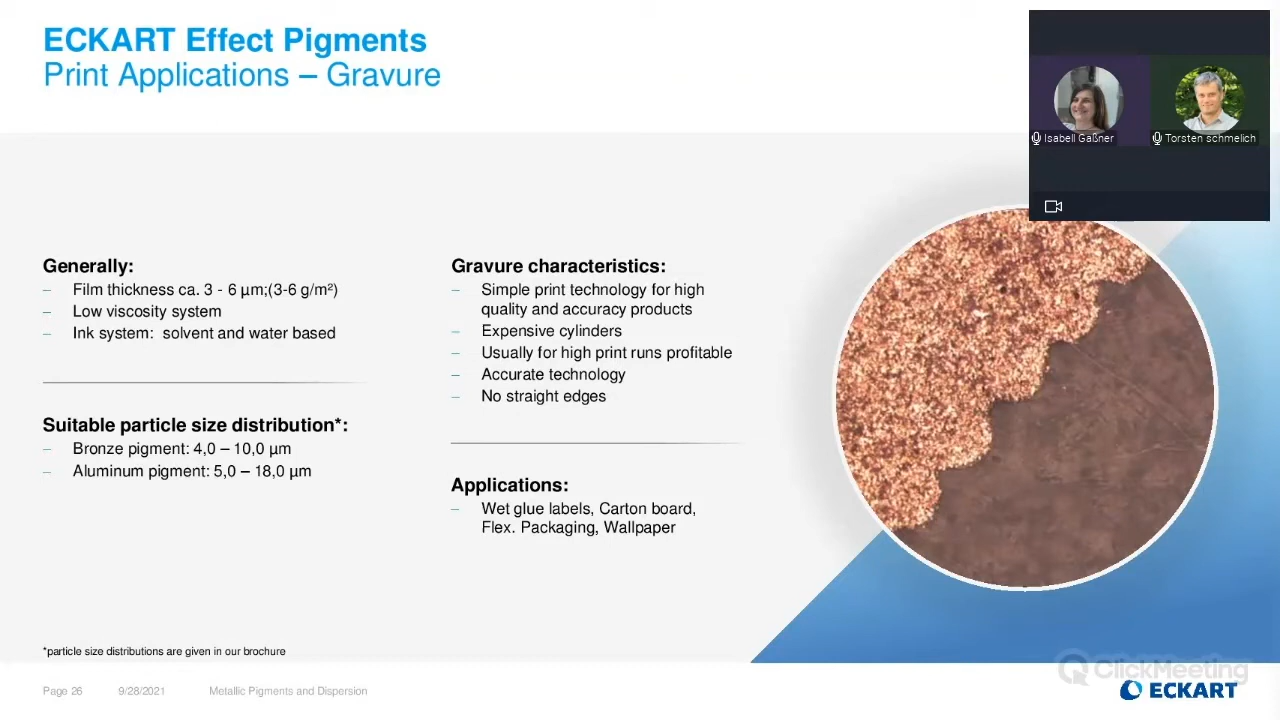 ECKART Effect Pigments
Print Applications – Gravure
Isabell Gaßner
Torsten schmelich
Generally:
– Film thickness ca. 3 - 6 µm;(3-6 g/m²)
– Low viscosity system
– Ink system: solvent and water based
Suitable particle size distribution*:
– Bronze pigment: 4,0 – 10,0 µm
– Aluminum pigment: 5,0 – 18,0 µm
Gravure characteristics:
– Simple print technology for high
quality and accuracy products
– Expensive cylinders
– Usually for high print runs profitable
– Accurate technology
– No straight edges
Applications:
– Wet glue labels, Carton board,
Flex. Packaging, Wallpaper
*particle size distributions are given in our brochure
Page 26 9/28/2021 Metallic Pigments and Dispersion
ClickMeeting
ECKART